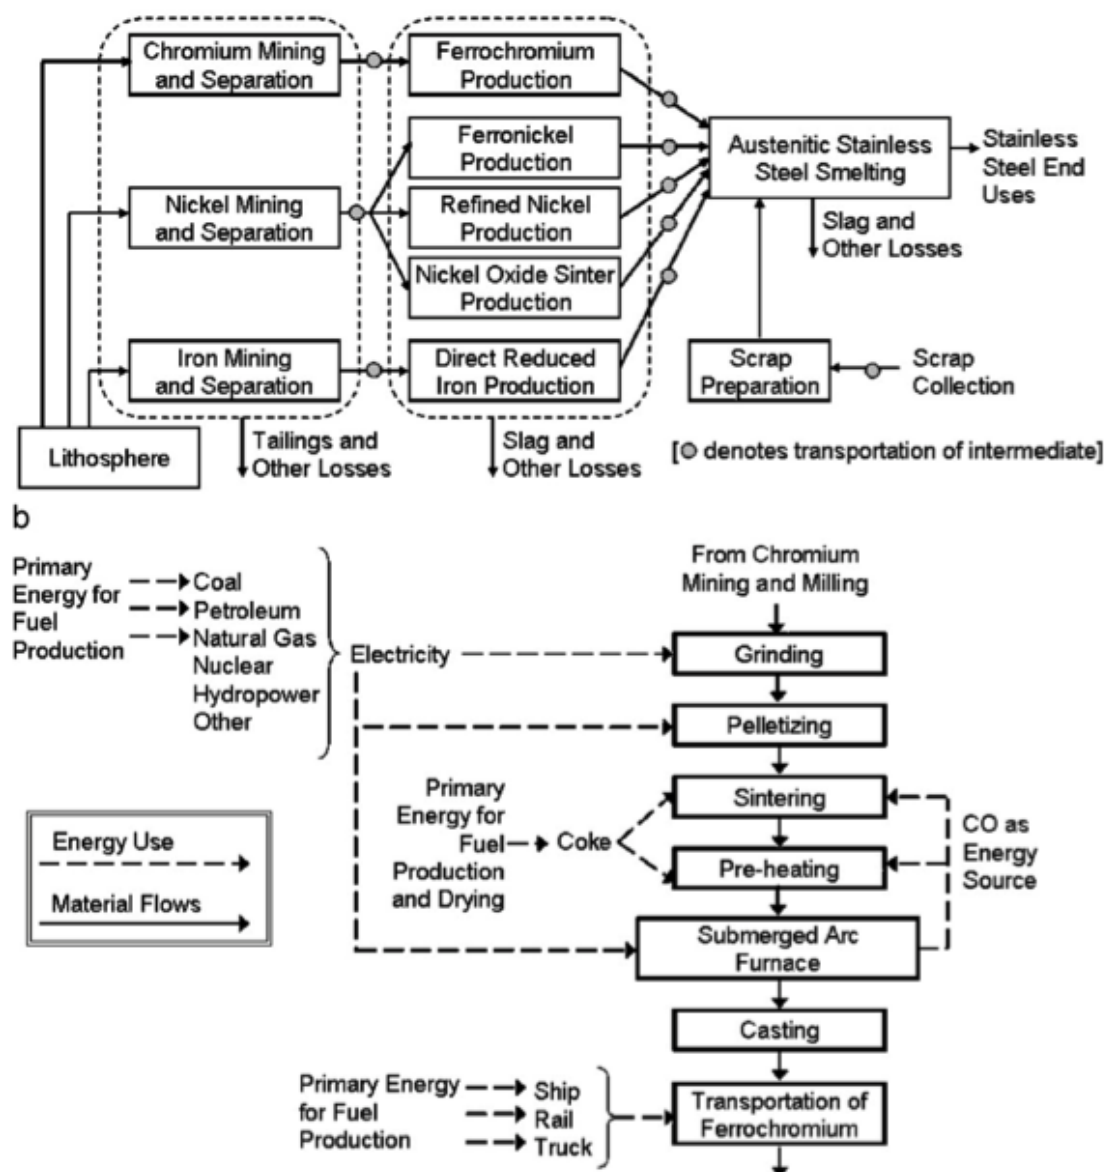 Chromium Mining
and Separation
Ferrochromium
Production
Ferronickel
Production
Austenitic Stainless
Steel Smelting
Stainless
Steel End
Uses
Nickel Mining
and Separation
Refined Nickel
Production
Slag and
Other Losses
Nickel Oxide Sinter
Production
Iron Mining
and Separation
Direct Reduced
Iron Production
Scrap
Preparation
Scrap
Collection
Lithosphere
Tailings and
Other Losses
Slag and
Other Losses
[ denotes transportation of intermediate]
b
Primary
Energy for
Fuel
Production
Coal
Petroleum
Natural Gas
Nuclear
Hydropower
Other
Electricity
From Chromium
Mining and Milling
Grinding
Pelletizing
Sintering
Pre-heating
Primary
Energy for
Fuel
Production
and Drying
Coke
CO as
Energy
Source
Energy Use
Material Flows
Submerged Arc
Furnace
Casting
Primary Energy
for Fuel
Production
Ship
Rail
Truck
Transportation of
Ferrochromium